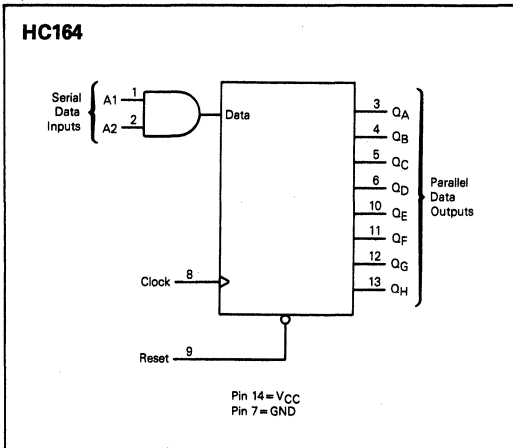 HC164
Serial
Data
Inputs
A1 1
A2 2
Data
3 QA
4 QB
5 QC
6 QD
10 QE
11 QF
12 QG
13 QH
Parallel
Data
Outputs
Clock 8
Reset 9
Pin 14=VCC
Pin 7=GND